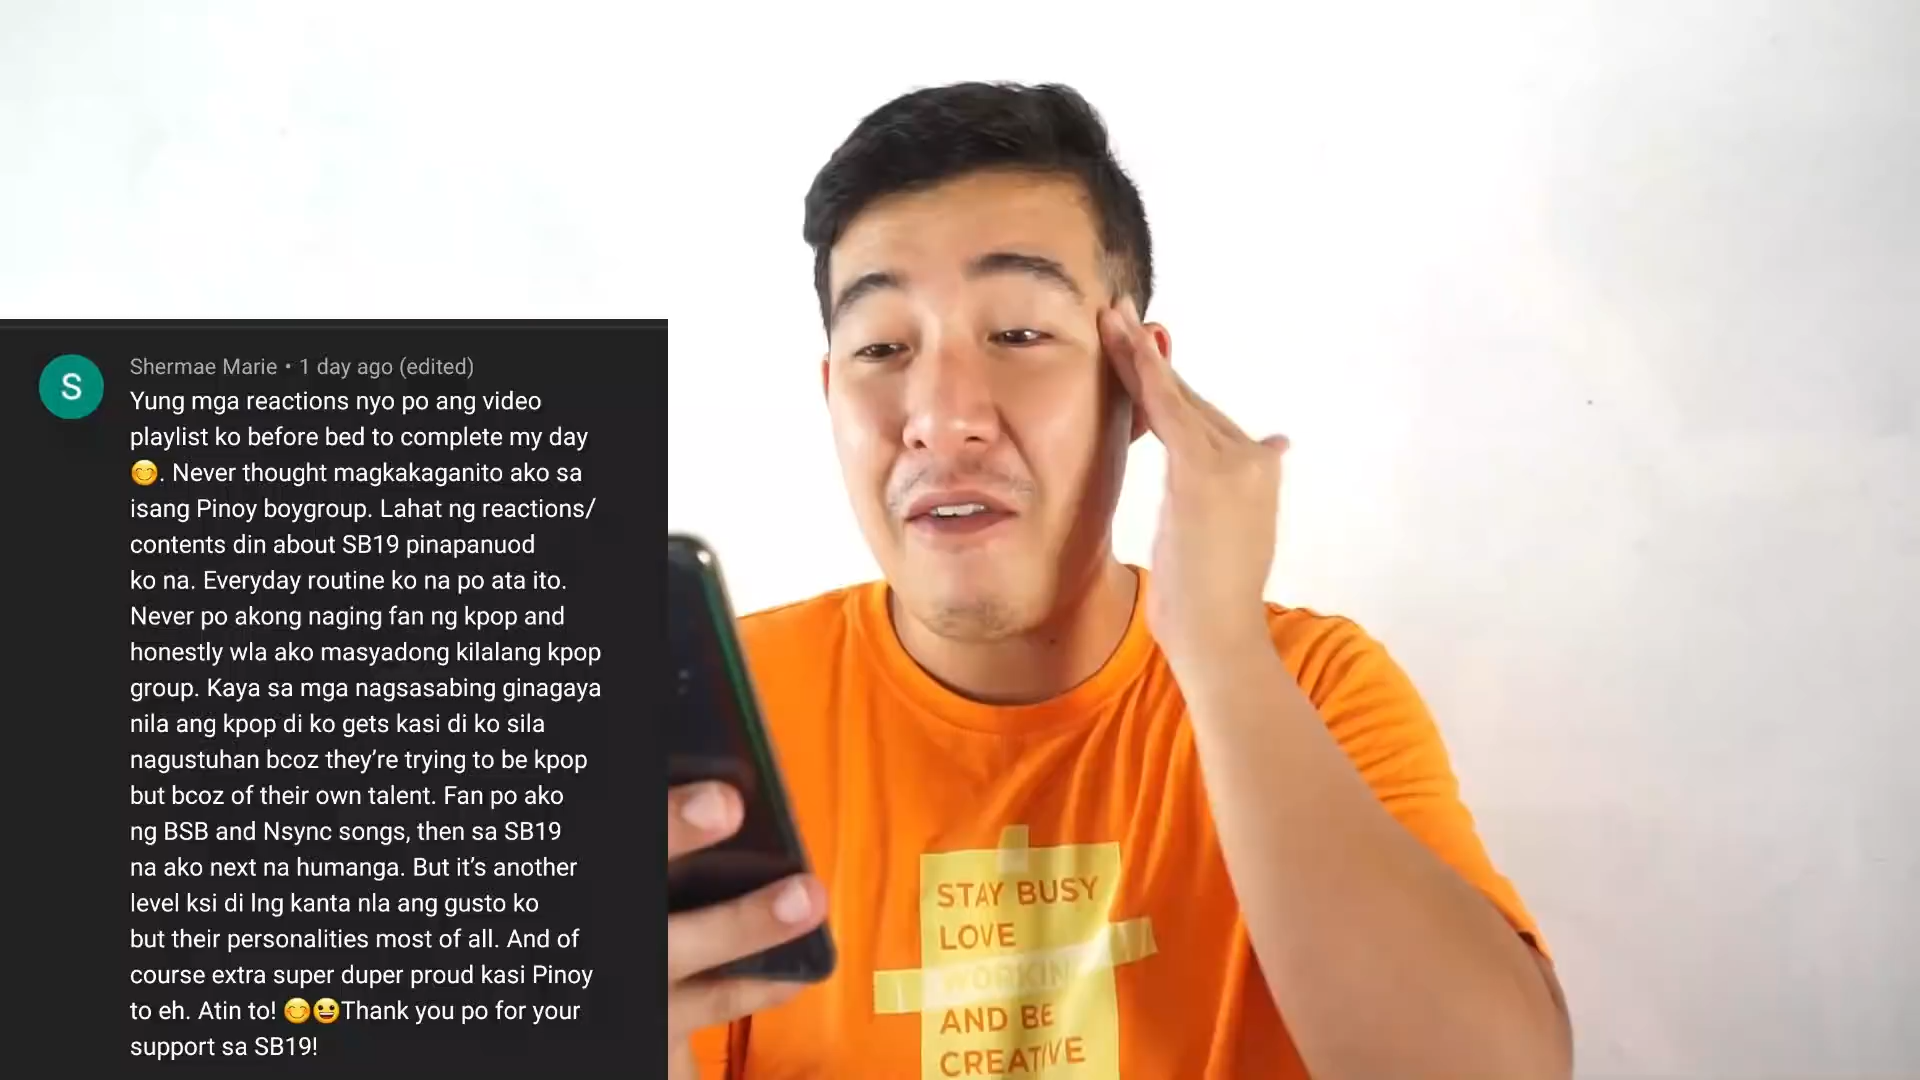 Shermae Marie • 1 day ago (edited)
S
Yung mga reactions nyo po ang video
playlist ko before bed to complete my day
😊. Never thought magkakaganito ako sa
isang Pinoy boygroup. Lahat ng reactions/
contents din about SB19 pinapanuod
ko na. Everyday routine ko na po ata ito.
Never po akong naging fan ng kpop and
honestly wla ako masyadong kilalang kpop
group. Kaya sa mga nagsasabing ginagaya
nila ang kpop di ko gets kasi di ko sila
nagustuhan bcoz they’re trying to be kpop
but bcoz of their own talent. Fan po ako
ng BSB and Nsync songs, then sa SB19
na ako next na humanga. But it’s another
level ksi di lng kanta nla ang gusto ko
but their personalities most of all. And of
course extra super duper proud kasi Pinoy
to eh. Atin to! 😊😀Thank you po for your
support sa SB19!
STAY BUSY
LOVE
WORKIN
AND BE
CREATIVE